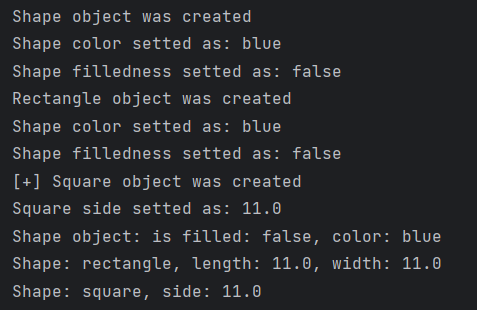 Shape object was created
Shape color setted as: blue
Shape filledness setted as: false
Rectangle object was created
Shape color setted as: blue
Shape filledness setted as: false
[+] Square object was created
Square side setted as: 11.0
Shape object: is filled: false, color: blue
Shape: rectangle, length: 11.0, width: 11.0
Shape: square, side: 11.0